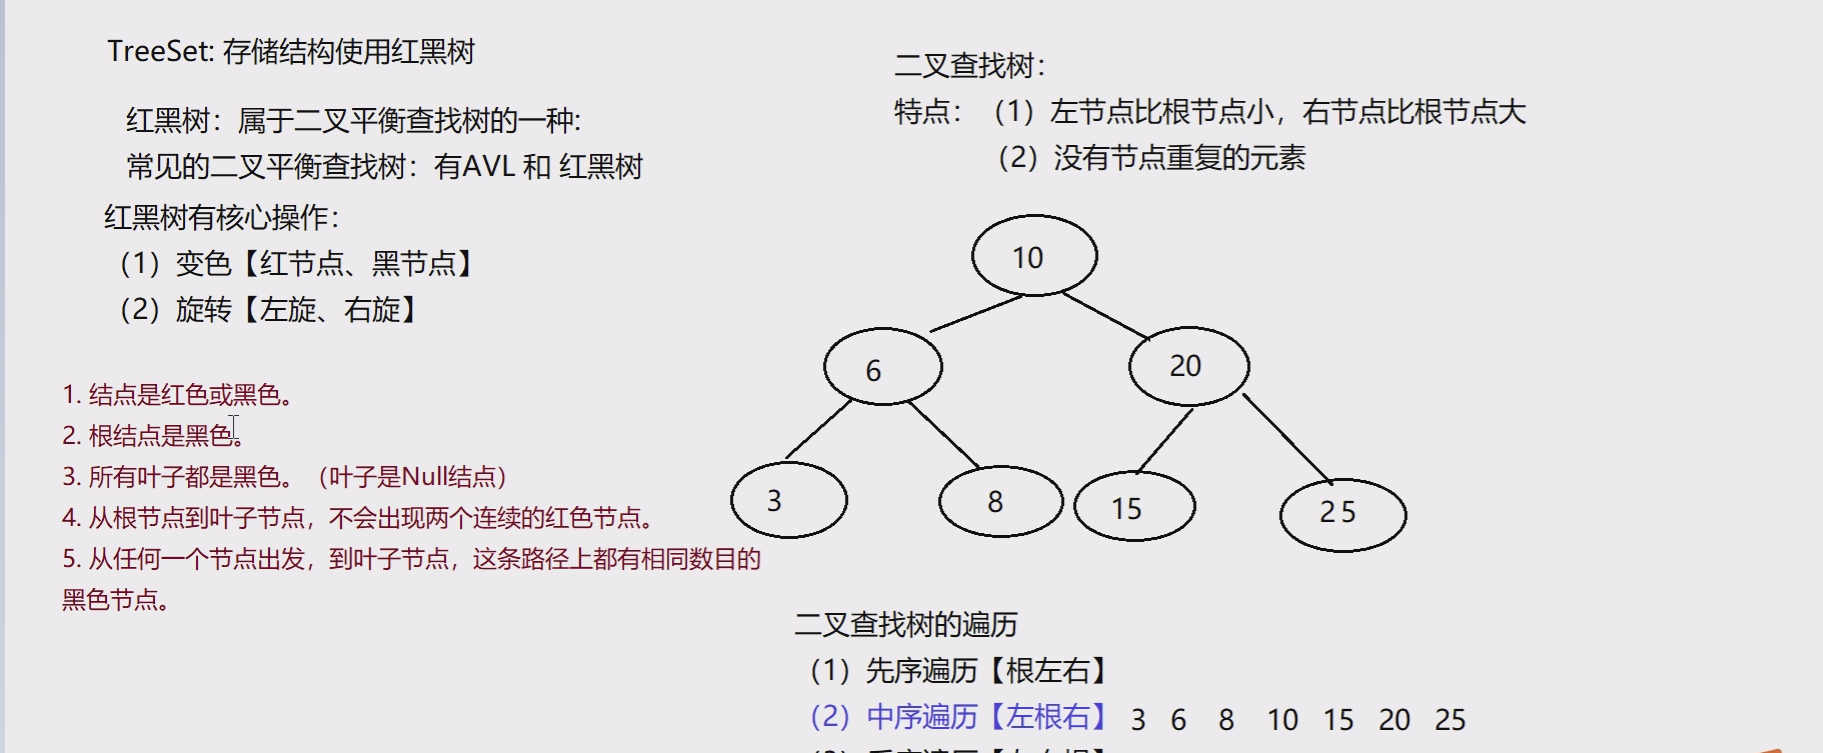 TreeSet: 存储结构使用红黑树
红黑树：属于二叉平衡查找树的一种:
常见的二叉平衡查找树：有AVL 和 红黑树
红黑树有核心操作：
（1）变色【红节点、黑节点】
（2）旋转【左旋、右旋】
1. 结点是红色或黑色。
2. 根结点是黑色。
3. 所有叶子都是黑色。（叶子是Null结点）
4. 从根节点到叶子节点，不会出现两个连续的红色节点。
5. 从任何一个节点出发，到叶子节点，这条路径上都有相同数目的
黑色节点。
二叉查找树：
特点：（1）左节点比根节点小，右节点比根节点大
（2）没有节点重复的元素
10
6 20
3 8 15 25
二叉查找树的遍历
（1）先序遍历【根左右】
（2）中序遍历【左根右】 3 6 8 10 15 20 25